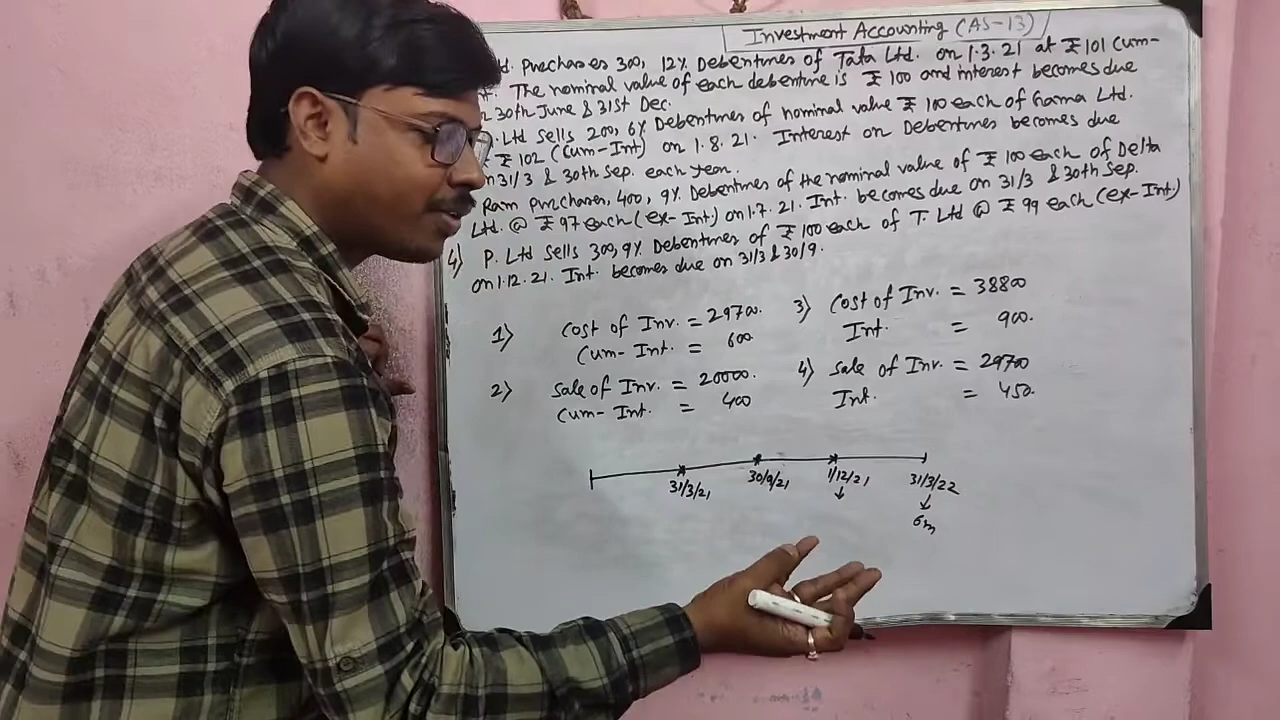 Investment Accounting (AS-13)
Ltd. Purchases 300, 12% Debentures of Tata Ltd. on 1.3.21 at ₹101 Cum-
The nominal value of each debenture is ₹100 and interest becomes due
30th June & 31st Dec.
Ltd Sells 200, 6% Debentures of nominal value ₹100 each of Gama Ltd.
₹102 (Cum-Int) on 1.8.21. Interest on Debentures becomes due
31/3 & 30th Sep. each year.
Ram purchases, 400, 9% Debentures of the nominal value of ₹100 each of Delta
Ltd. @ ₹97 each (ex-Int) on 1.7.21. Int. becomes due on 31/3 & 30th Sep.
4) P. Ltd Sells 300, 9% Debentures of ₹100 each of T. Ltd @ ₹99 each (ex-Int)
on 1.12.21. Int. becomes due on 31/3 & 30/9.
1) Cost of Inv. = 29700.
Cum-Int. = 600.
2) Sale of Inv. = 20000.
Cum-Int. = 400
3) Cost of Inv. = 38800
Int. = 900.
4) Sale of Inv. = 29700
Int. = 450.
31/3/21 30/9/21 1/12/21 31/3/22
6m